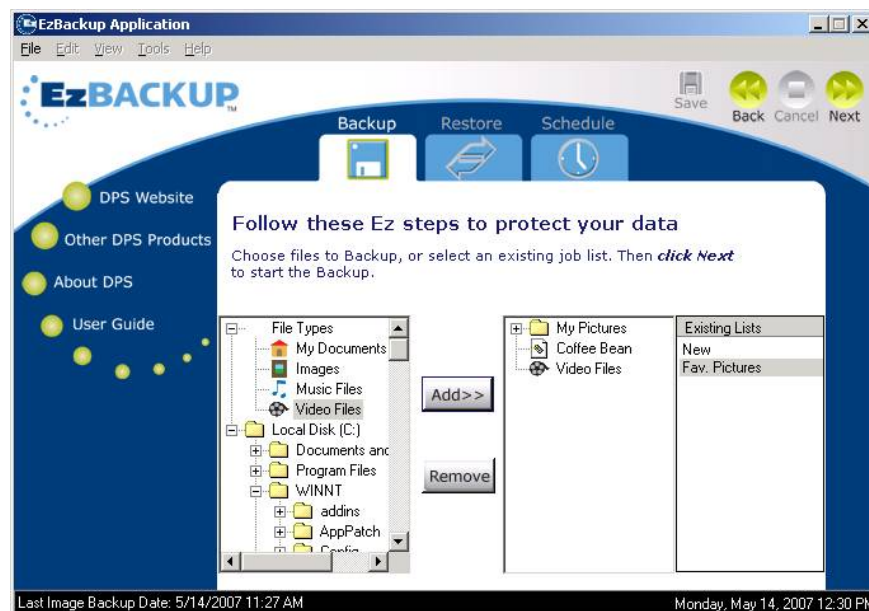 EzBackup Application
File Edit View Tools Help
EzBACKUP
TM
Save
Back Cancel Next
Backup Restore Schedule
DPS Website
Other DPS Products
About DPS
User Guide
Follow these Ez steps to protect your data
Choose files to Backup, or select an existing job list. Then click Next
to start the Backup.
File Types
My Documents
Images
Music Files
Video Files
Local Disk (C:)
Documents and
Program Files
WINNT
addins
AppPatch
Config
Add>>
Remove
My Pictures
Coffee Bean
Video Files
Existing Lists
New
Fav. Pictures
Last Image Backup Date: 5/14/2007 11:27 AM
Monday, May 14, 2007 12:30 PM